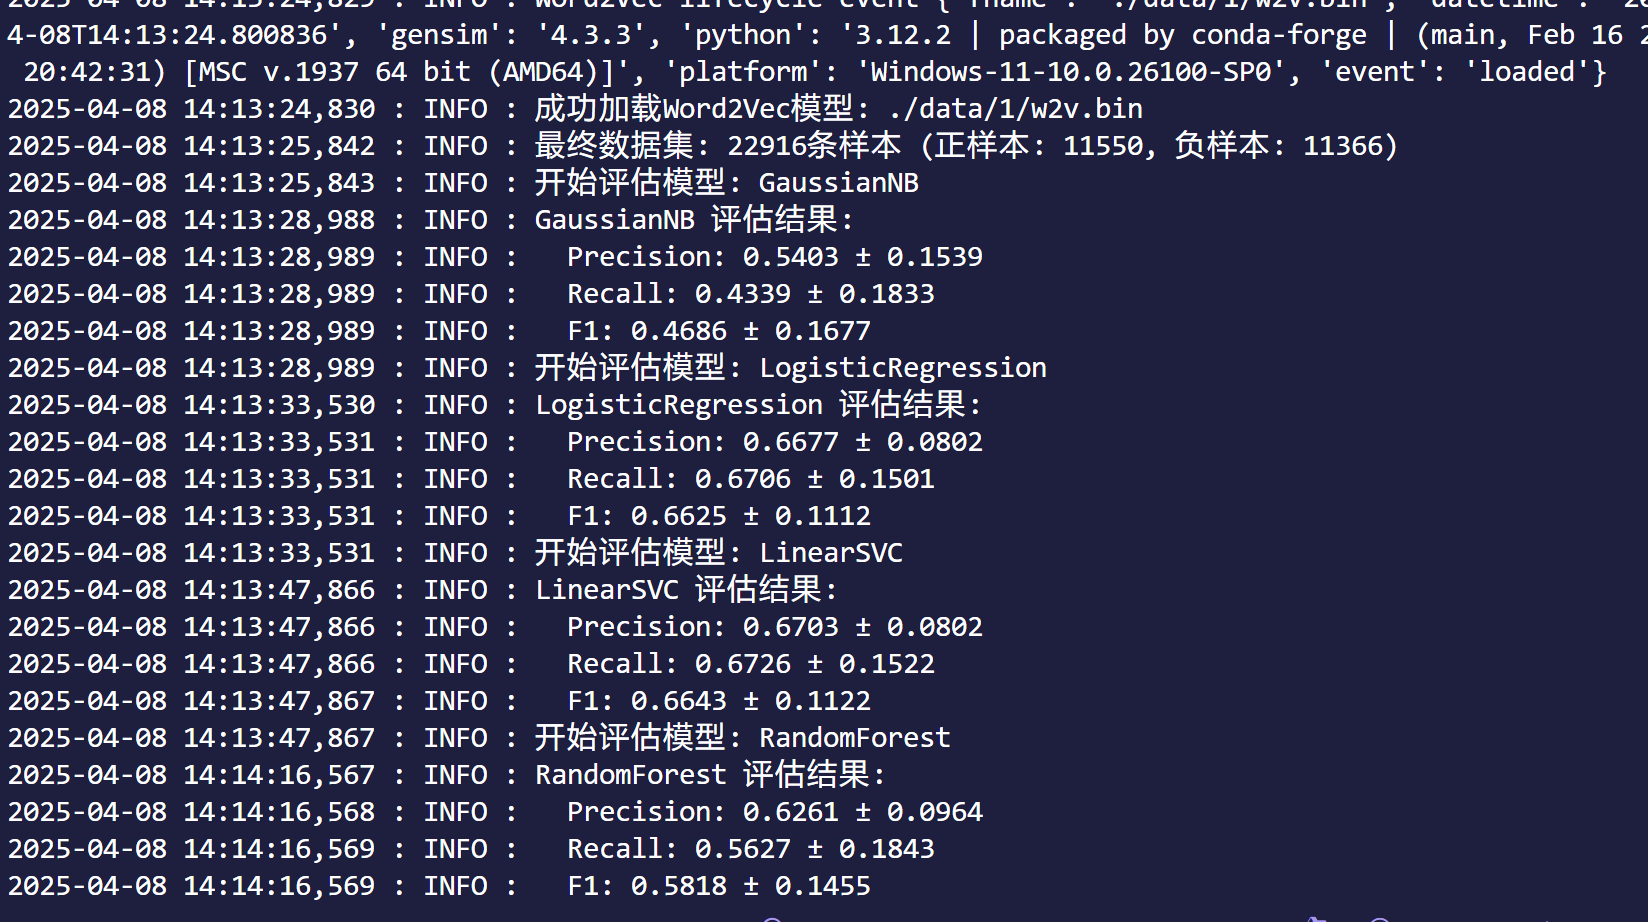 2025-04-08 14:13:24,829 : INFO : Word2Vec lifecycle event {'fname': './data/1/w2v.bin', 'datetime': '20
4-08T14:13:24.800836', 'gensim': '4.3.3', 'python': '3.12.2 | packaged by conda-forge | (main, Feb 16 2
20:42:31) [MSC v.1937 64 bit (AMD64)]', 'platform': 'Windows-11-10.0.26100-SP0', 'event': 'loaded'}
2025-04-08 14:13:24,830 : INFO : 成功加载Word2Vec模型: ./data/1/w2v.bin
2025-04-08 14:13:25,842 : INFO : 最终数据集: 22916条样本 (正样本: 11550, 负样本: 11366)
2025-04-08 14:13:25,843 : INFO : 开始评估模型: GaussianNB
2025-04-08 14:13:28,988 : INFO : GaussianNB 评估结果:
2025-04-08 14:13:28,989 : INFO :   Precision: 0.5403 ± 0.1539
2025-04-08 14:13:28,989 : INFO :   Recall: 0.4339 ± 0.1833
2025-04-08 14:13:28,989 : INFO :   F1: 0.4686 ± 0.1677
2025-04-08 14:13:28,989 : INFO : 开始评估模型: LogisticRegression
2025-04-08 14:13:33,530 : INFO : LogisticRegression 评估结果:
2025-04-08 14:13:33,531 : INFO :   Precision: 0.6677 ± 0.0802
2025-04-08 14:13:33,531 : INFO :   Recall: 0.6706 ± 0.1501
2025-04-08 14:13:33,531 : INFO :   F1: 0.6625 ± 0.1112
2025-04-08 14:13:33,531 : INFO : 开始评估模型: LinearSVC
2025-04-08 14:13:47,866 : INFO : LinearSVC 评估结果:
2025-04-08 14:13:47,866 : INFO :   Precision: 0.6703 ± 0.0802
2025-04-08 14:13:47,866 : INFO :   Recall: 0.6726 ± 0.1522
2025-04-08 14:13:47,867 : INFO :   F1: 0.6643 ± 0.1122
2025-04-08 14:13:47,867 : INFO : 开始评估模型: RandomForest
2025-04-08 14:14:16,567 : INFO : RandomForest 评估结果:
2025-04-08 14:14:16,568 : INFO :   Precision: 0.6261 ± 0.0964
2025-04-08 14:14:16,569 : INFO :   Recall: 0.5627 ± 0.1843
2025-04-08 14:14:16,569 : INFO :   F1: 0.5818 ± 0.1455